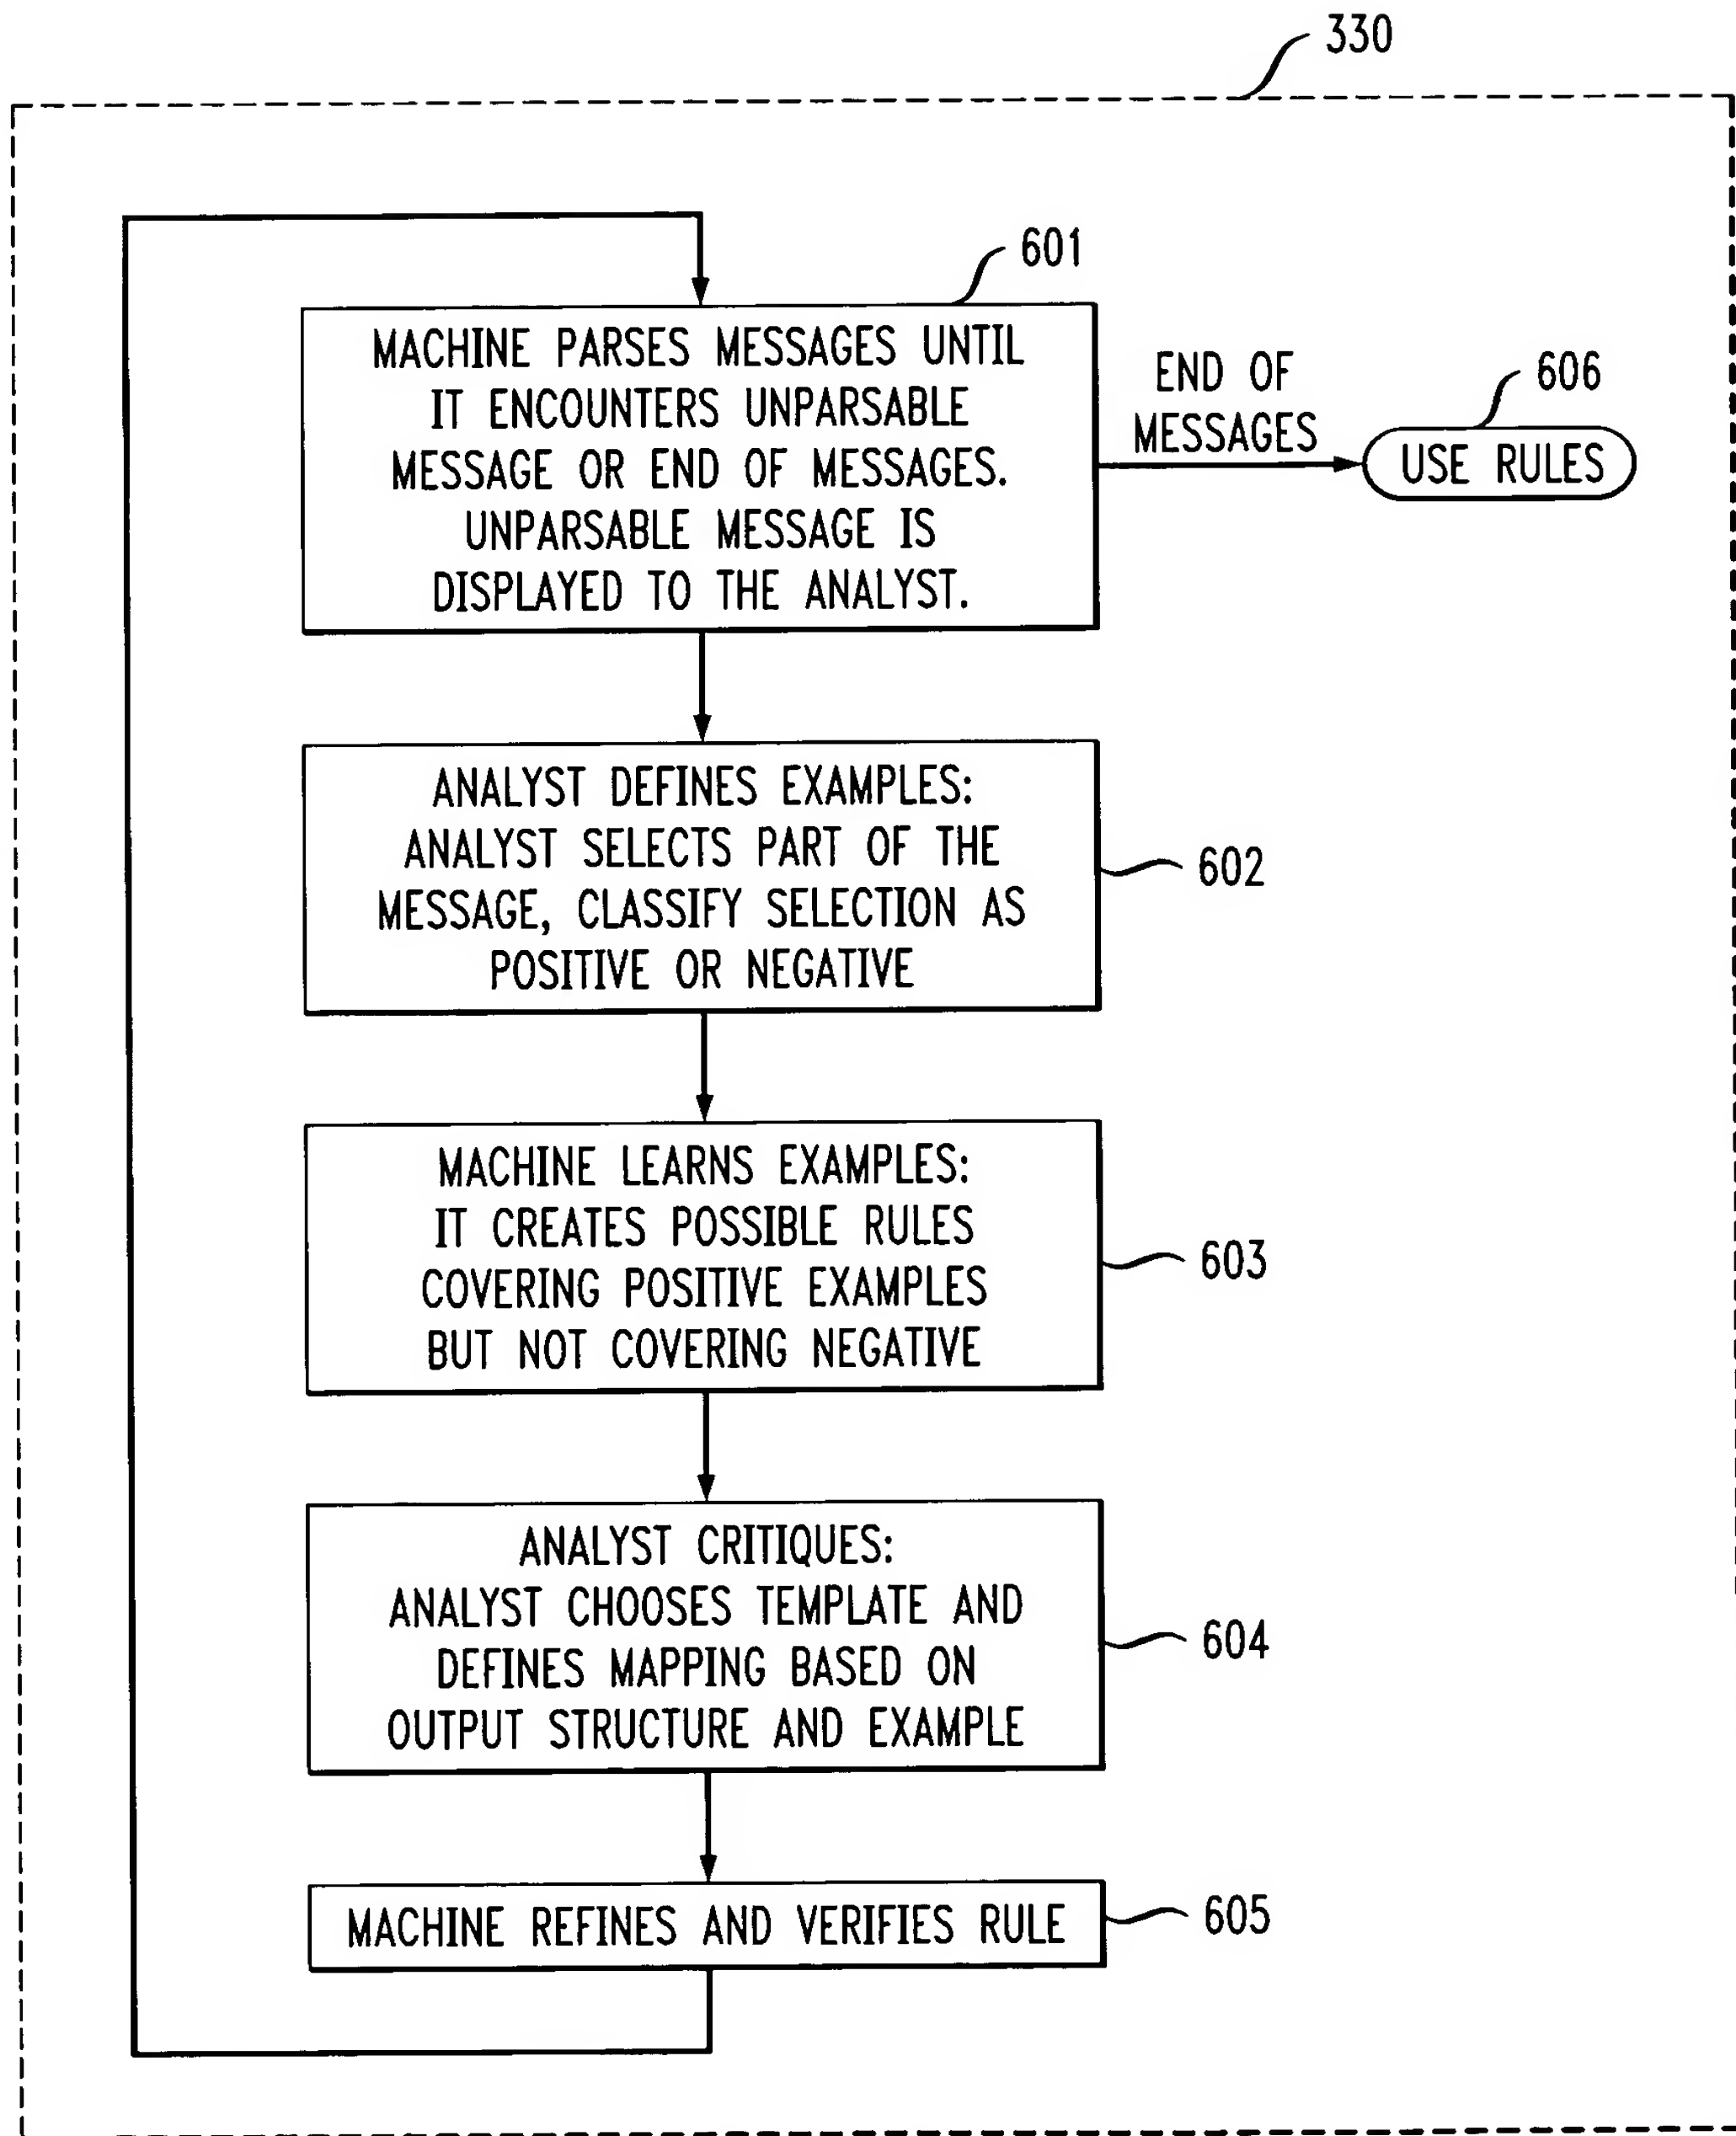 330
601
MACHINE PARSES MESSAGES UNTIL
IT ENCOUNTERS UNPARSABLE
MESSAGE OR END OF MESSAGES.
UNPARSABLE MESSAGE IS
DISPLAYED TO THE ANALYST.
END OF
MESSAGES
606
USE RULES
ANALYST DEFINES EXAMPLES:
ANALYST SELECTS PART OF THE
MESSAGE, CLASSIFY SELECTION AS
POSITIVE OR NEGATIVE
602
MACHINE LEARNS EXAMPLES:
IT CREATES POSSIBLE RULES
COVERING POSITIVE EXAMPLES
BUT NOT COVERING NEGATIVE
603
ANALYST CRITIQUES:
ANALYST CHOOSES TEMPLATE AND
DEFINES MAPPING BASED ON
OUTPUT STRUCTURE AND EXAMPLE
604
MACHINE REFINES AND VERIFIES RULE
605